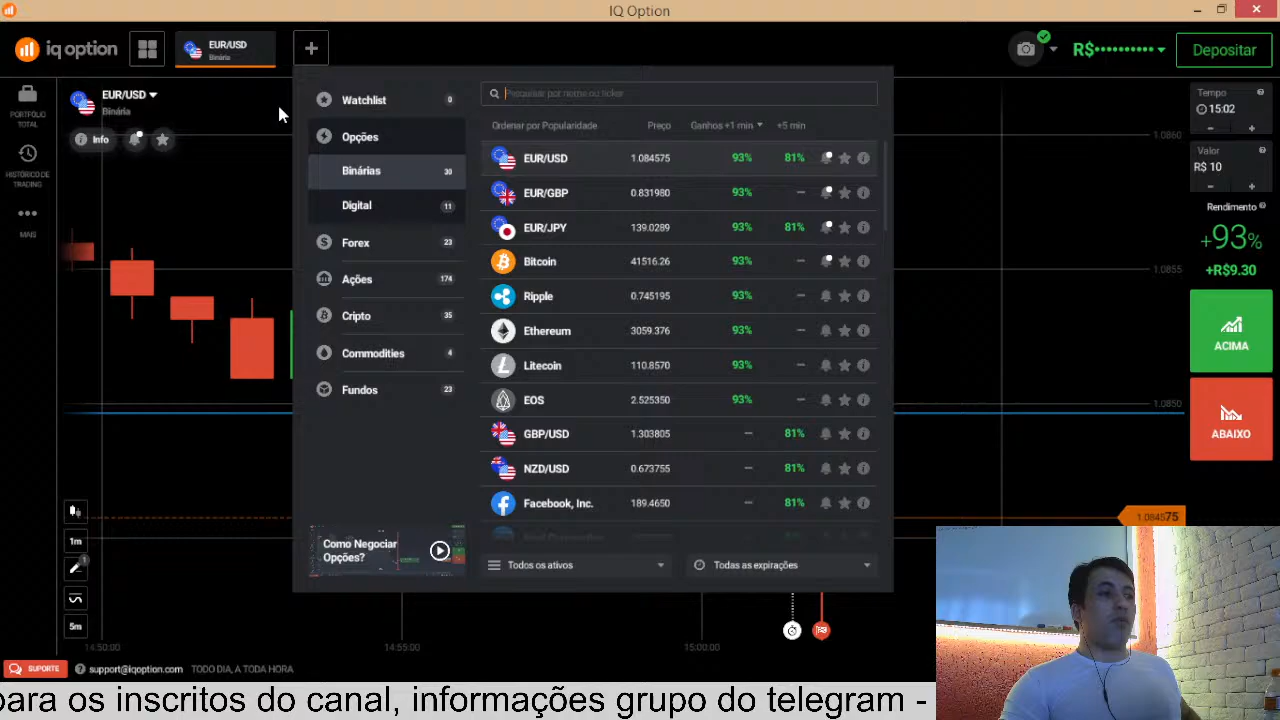 IQ Option
iq option
EUR/USD
Binária
R$
Depositar
PORTFÓLIO TOTAL
HISTÓRICO DE TRADING
MAIS
EUR/USD
Binária
Info
Watchlist 0
Opções
Binárias 30
Digital 11
Forex 23
Ações 174
Cripto 35
Commodities 4
Fundos 23
Como Negociar
Opções?
Pesquisar por nome ou ticker
Ordenar por Popularidade Preço Ganhos +1 min +5 min
EUR/USD 1.084575 93% 81%
EUR/GBP 0.831980 93% –
EUR/JPY 139.0289 93% 81%
Bitcoin 41516.26 93% –
Ripple 0.745195 93% –
Ethereum 3059.376 93% –
Litecoin 110.8570 93% –
EOS 2.525350 93% –
GBP/USD 1.303805 – 81%
NZD/USD 0.673755 – 81%
Facebook, Inc. 189.4650 – 81%
Todos os ativos
Todas as expirações
1.0860
1.0855
1.0850
1.084575
Tempo
15:02
Valor
R$ 10
Rendimento
+93%
+R$9.30
ACIMA
ABAIXO
1m
1
5m
14:50:00
14:55:00
15:00:00
SUPORTE
support@iqoption.com
TODO DIA, A TODA HORA
para os inscritos do canal, informações grupo do telegram -